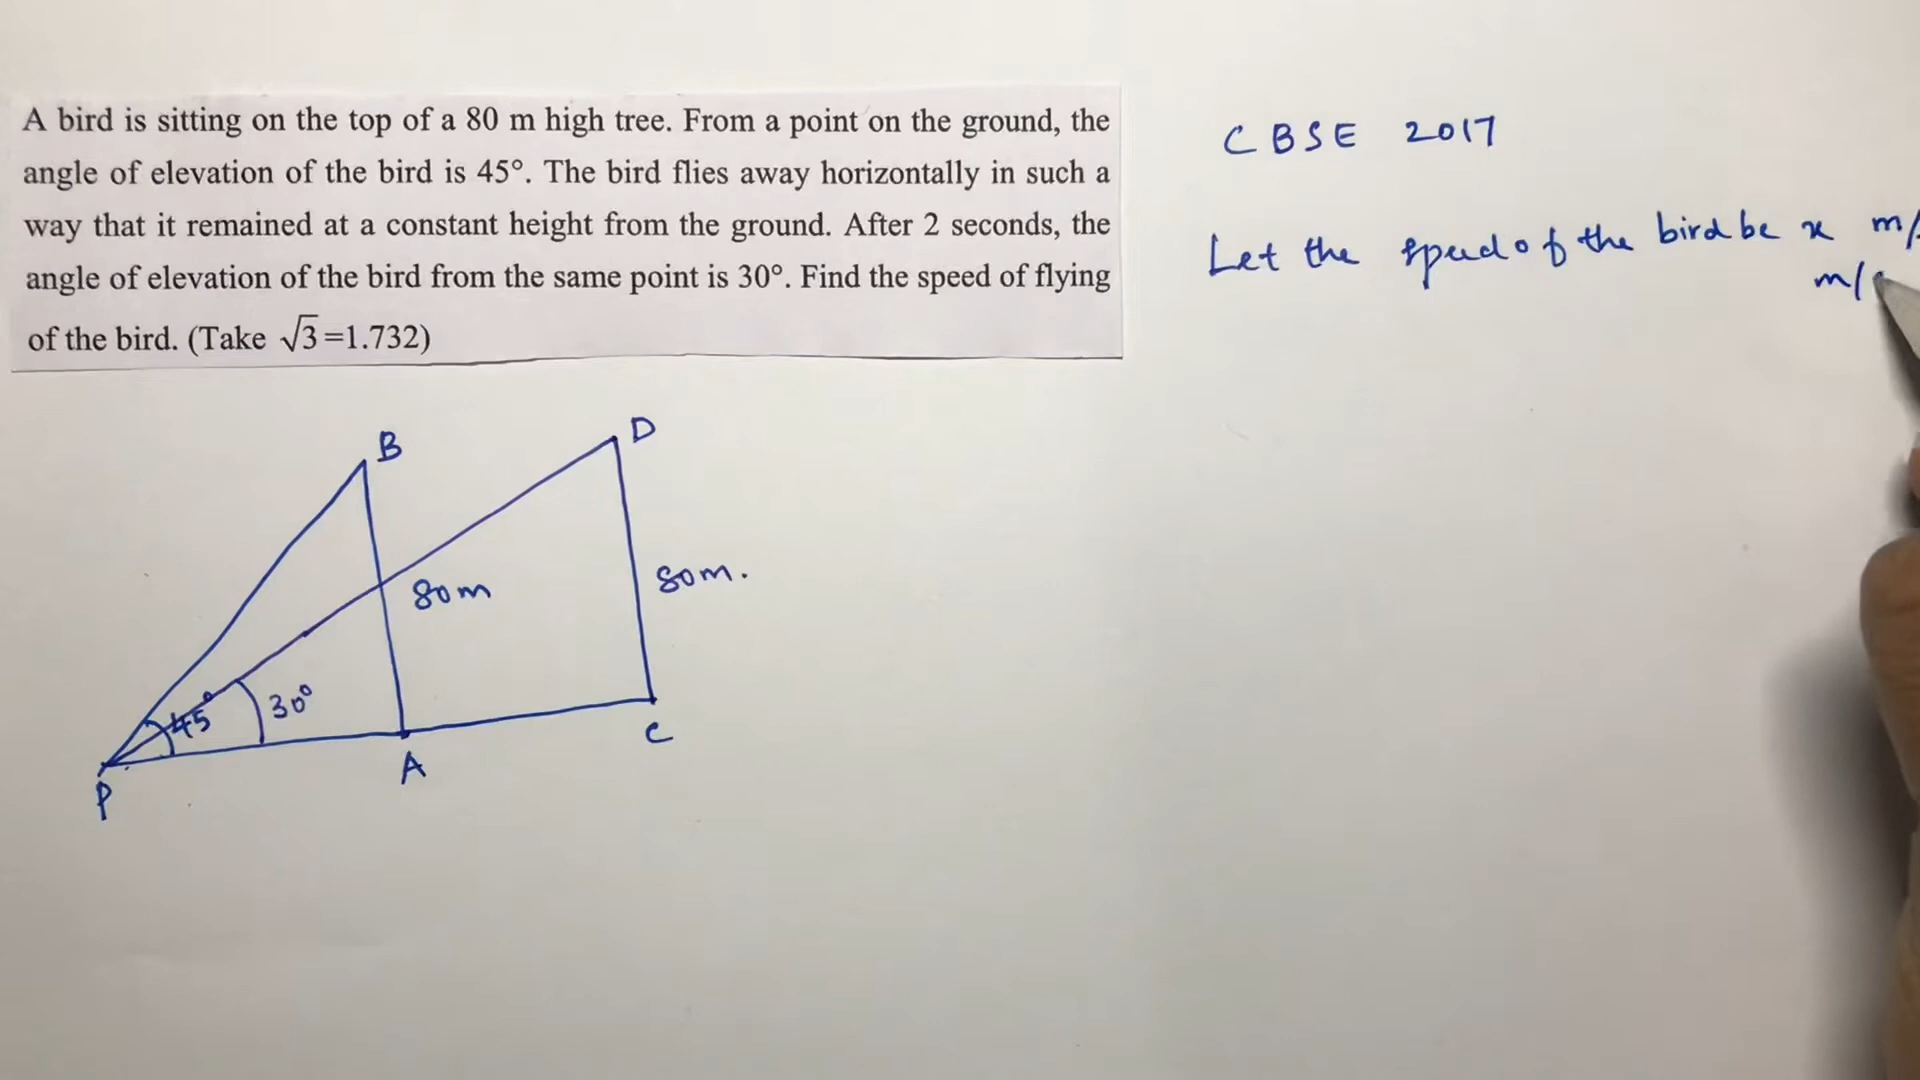 A bird is sitting on the top of a 80 m high tree. From a point on the ground, the
angle of elevation of the bird is 45°. The bird flies away horizontally in such a
way that it remained at a constant height from the ground. After 2 seconds, the
angle of elevation of the bird from the same point is 30°. Find the speed of flying
of the bird. (Take √3=1.732)
CBSE 2017
Let the speed of the bird be x m/
m/
B
D
80m
80m.
45°
30°
P
A
C